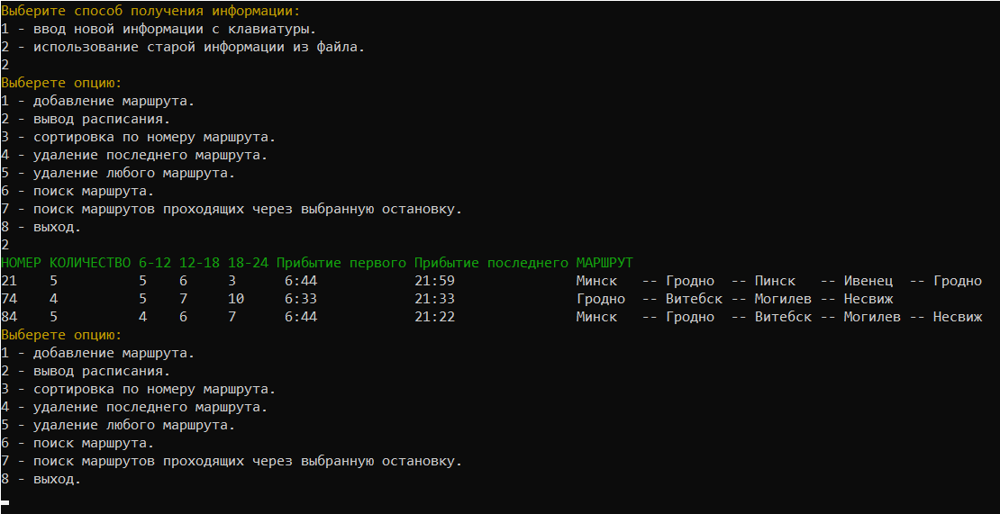 Выберите способ получения информации:
1 - ввод новой информации с клавиатуры.
2 - использование старой информации из файла.
2
Выберете опцию:
1 - добавление маршрута.
2 - вывод расписания.
3 - сортировка по номеру маршрута.
4 - удаление последнего маршрута.
5 - удаление любого маршрута.
6 - поиск маршрута.
7 - поиск маршрутов проходящих через выбранную остановку.
8 - выход.
2
НОМЕР КОЛИЧЕСТВО 6-12 12-18 18-24 Прибытие первого Прибытие последнего МАРШРУТ
21 5 5 6 3 6:44 21:59 Минск -- Гродно -- Пинск -- Ивенец -- Гродно
74 4 5 7 10 6:33 21:33 Гродно -- Витебск -- Могилев -- Несвиж
84 5 4 6 7 6:44 21:22 Минск -- Гродно -- Витебск -- Могилев -- Несвиж
Выберете опцию:
1 - добавление маршрута.
2 - вывод расписания.
3 - сортировка по номеру маршрута.
4 - удаление последнего маршрута.
5 - удаление любого маршрута.
6 - поиск маршрута.
7 - поиск маршрутов проходящих через выбранную остановку.
8 - выход.